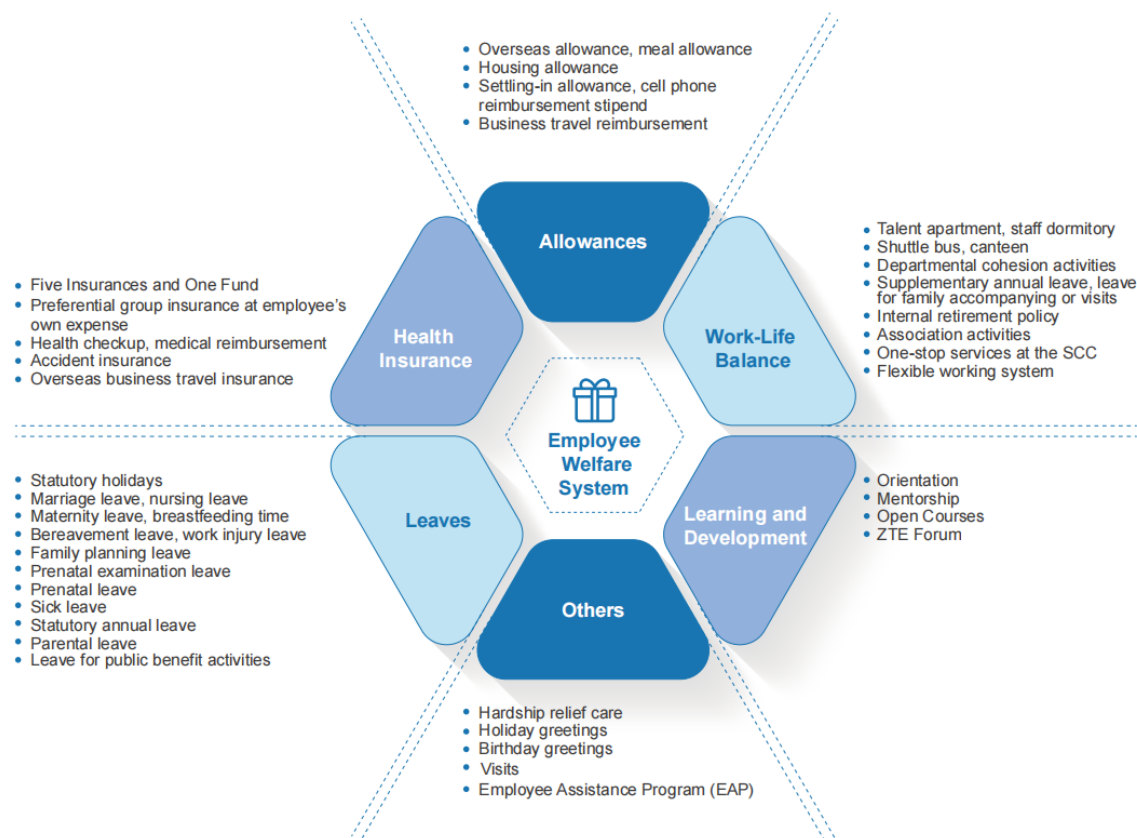 • Overseas allowance, meal allowance
• Housing allowance
• Settling-in allowance, cell phone
reimbursement stipend
• Business travel reimbursement
Allowances
• Five Insurances and One Fund
• Preferential group insurance at employee’s
own expense
• Health checkup, medical reimbursement
• Accident insurance
• Overseas business travel insurance
Health
Insurance
Work-Life
Balance
• Talent apartment, staff dormitory
• Shuttle bus, canteen
• Departmental cohesion activities
• Supplementary annual leave, leave
for family accompanying or visits
• Internal retirement policy
• Association activities
• One-stop services at the SCC
• Flexible working system
Employee
Welfare
System
• Statutory holidays
• Marriage leave, nursing leave
• Maternity leave, breastfeeding time
• Bereavement leave, work injury leave
• Family planning leave
• Prenatal examination leave
• Prenatal leave
• Sick leave
• Statutory annual leave
• Parental leave
• Leave for public benefit activities
Leaves
Learning and
Development
• Orientation
• Mentorship
• Open Courses
• ZTE Forum
Others
• Hardship relief care
• Holiday greetings
• Birthday greetings
• Visits
• Employee Assistance Program (EAP)